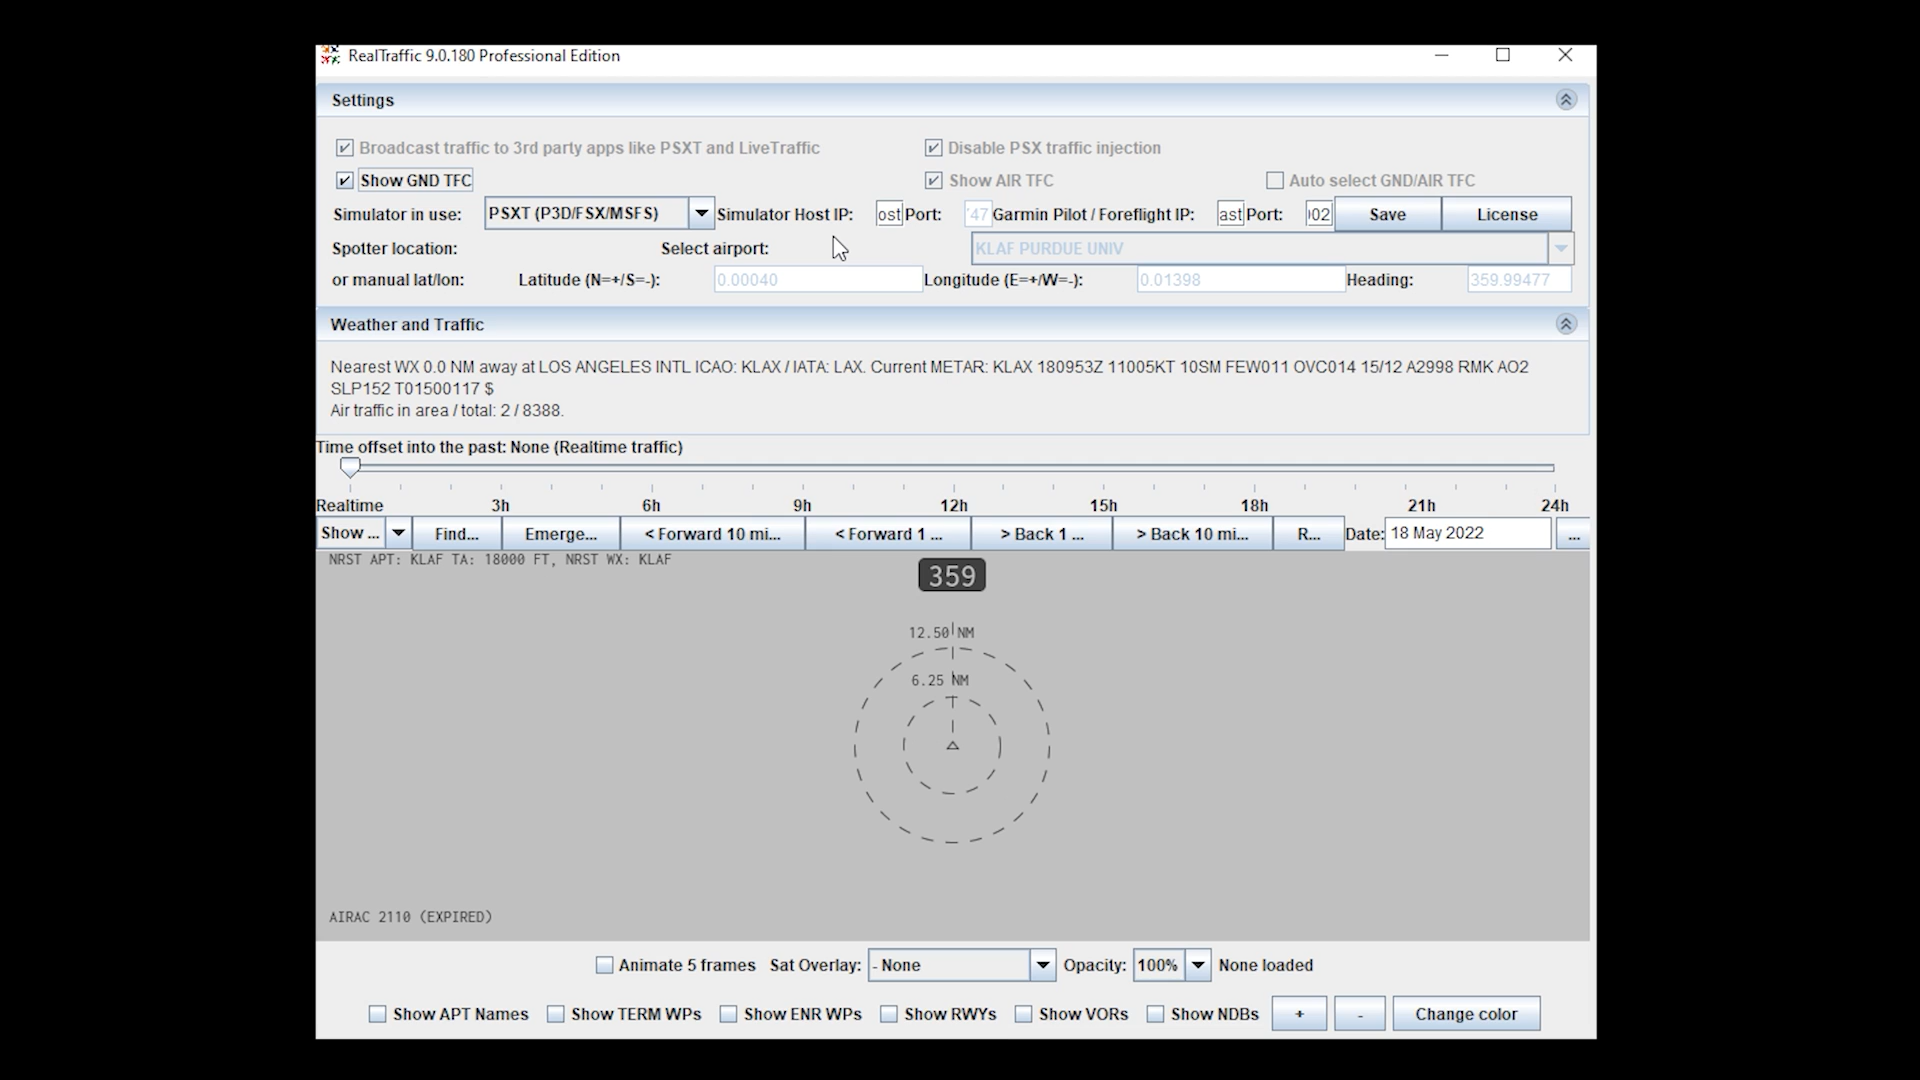 RealTraffic 9.0.180 Professional Edition
Settings
Broadcast traffic to 3rd party apps like PSXT and LiveTraffic Disable PSX traffic injection
Show GND TFC Show AIR TFC Auto select GND/AIR TFC
Simulator in use: PSXT (P3D/FSX/MSFS) Simulator Host IP: ost Port: '47 Garmin Pilot / Foreflight IP: ast Port: 02 Save License
Spotter location: Select airport: KLAF PURDUE UNIV
or manual lat/lon: Latitude (N=+/S=-): 0.00040 Longitude (E=+/W=-): 0.01398 Heading: 359.99477
Weather and Traffic
Nearest WX 0.0 NM away at LOS ANGELES INTL ICAO: KLAX / IATA: LAX. Current METAR: KLAX 180953Z 11005KT 10SM FEW011 OVC014 15/12 A2998 RMK AO2
SLP152 T01500117 $
Air traffic in area / total: 2 / 8388.
Time offset into the past: None (Realtime traffic)
Realtime 3h 6h 9h 12h 15h 18h 21h 24h
Show ... Find... Emerge... < Forward 10 mi... < Forward 1 ... > Back 1 ... > Back 10 mi... R... Date: 18 May 2022 ...
NRST APT: KLAF TA: 18000 FT, NRST WX: KLAF
359
12.50 NM
6.25 NM
AIRAC 2110 (EXPIRED)
Animate 5 frames Sat Overlay: - None Opacity: 100% None loaded
Show APT Names Show TERM WPs Show ENR WPs Show RWYs Show VORs Show NDBs + - Change color